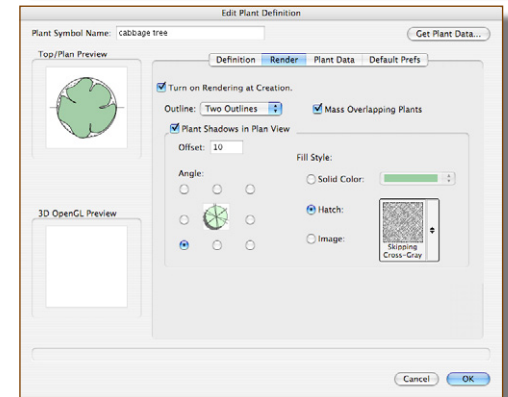 Edit Plant Definition
Plant Symbol Name: cabbage tree
Get Plant Data...
Top/Plan Preview
Definition Render Plant Data Default Prefs
Turn on Rendering at Creation.
Outline: Two Outlines
Mass Overlapping Plants
Plant Shadows in Plan View
Offset: 10
Fill Style:
Angle:
Solid Color:
3D OpenGL Preview
Hatch:
Image:
Skipping
Cross-Gray
Cancel OK